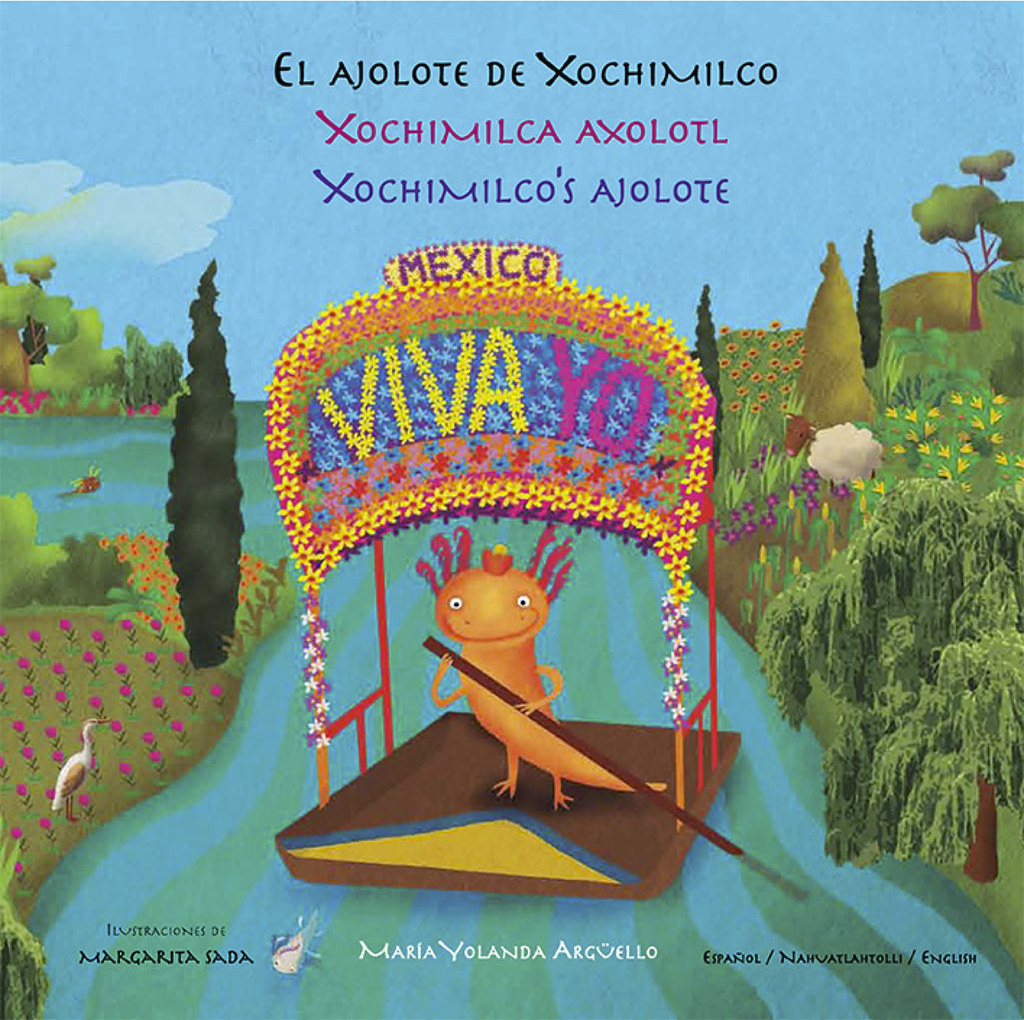 El ajolote de Xochimilco
Xochimilca axolotl
Xochimilco's ajolote
MEXICO
VIVA YO
Ilustraciones de
Margarita Sada
María Yolanda Argüello
Español / Nahuatlahtolli / English